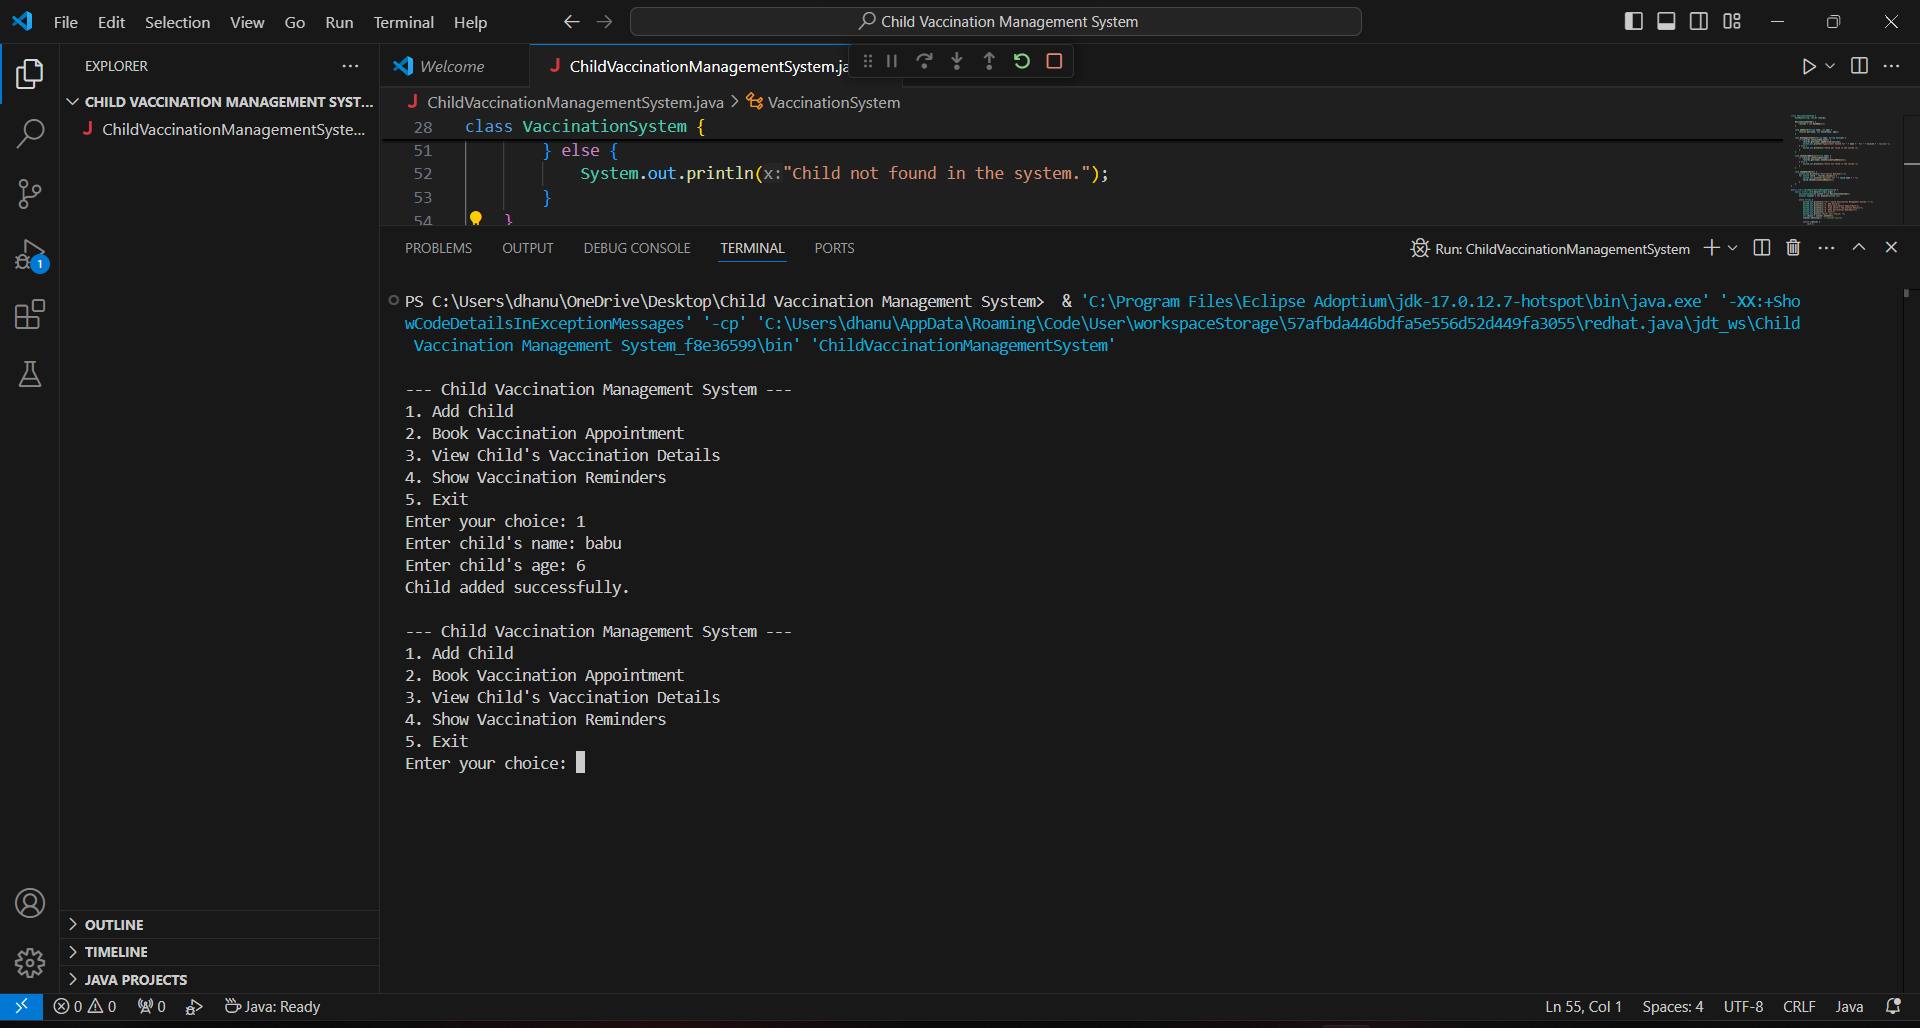 File Edit Selection View Go Run Terminal Help
Child Vaccination Management System
EXPLORER
CHILD VACCINATION MANAGEMENT SYST...
ChildVaccinationManagementSyste...
Welcome
ChildVaccinationManagementSystem.ja
ChildVaccinationManagementSystem.java > VaccinationSystem
28 class VaccinationSystem {
51 } else {
52 System.out.println(x:"Child not found in the system.");
53 }
54 }
PROBLEMS OUTPUT DEBUG CONSOLE TERMINAL PORTS
Run: ChildVaccinationManagementSystem
PS C:\Users\dhanu\OneDrive\Desktop\Child Vaccination Management System> & 'C:\Program Files\Eclipse Adoptium\jdk-17.0.12.7-hotspot\bin\java.exe' '-XX:+Sho
wCodeDetailsInExceptionMessages' '-cp' 'C:\Users\dhanu\AppData\Roaming\Code\User\workspaceStorage\57afbda446bdfa5e556d52d449fa3055\redhat.java\jdt_ws\Child
Vaccination Management System_f8e36599\bin' 'ChildVaccinationManagementSystem'
--- Child Vaccination Management System ---
1. Add Child
2. Book Vaccination Appointment
3. View Child's Vaccination Details
4. Show Vaccination Reminders
5. Exit
Enter your choice: 1
Enter child's name: babu
Enter child's age: 6
Child added successfully.
--- Child Vaccination Management System ---
1. Add Child
2. Book Vaccination Appointment
3. View Child's Vaccination Details
4. Show Vaccination Reminders
5. Exit
Enter your choice:
1
OUTLINE
TIMELINE
JAVA PROJECTS
0 0 0 Java: Ready
Ln 55, Col 1 Spaces: 4 UTF-8 CRLF Java